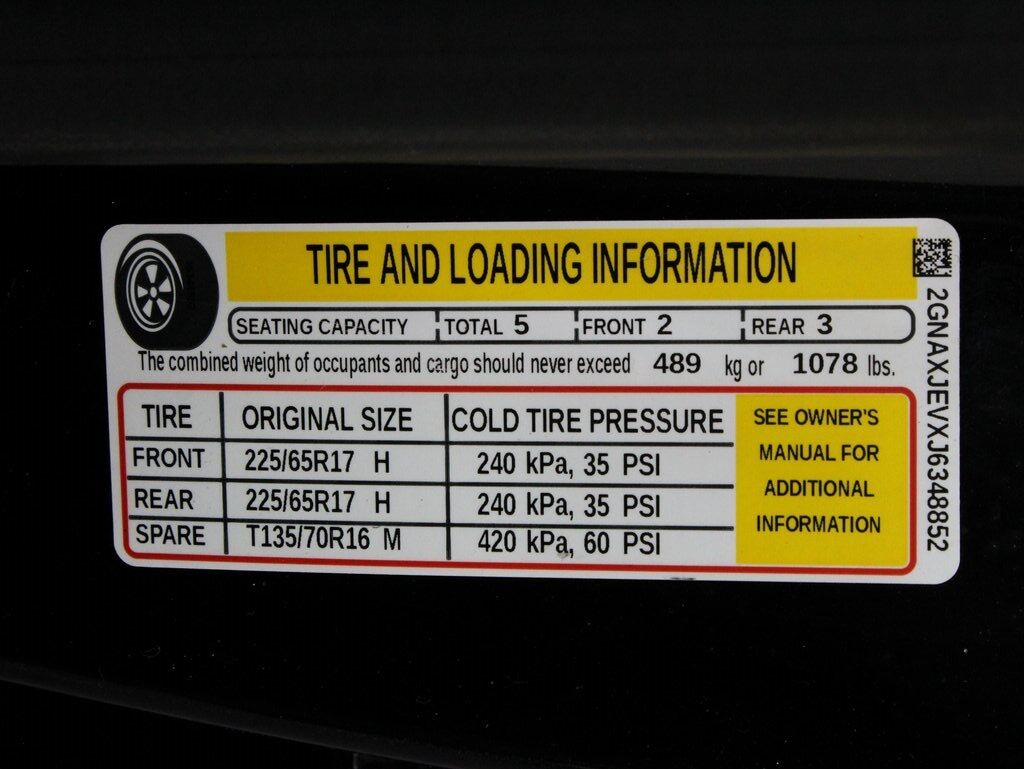 TIRE AND LOADING INFORMATION
SEATING CAPACITY TOTAL 5 FRONT 2 REAR 3
The combined weight of occupants and cargo should never exceed 489 kg or 1078 lbs.
TIRE ORIGINAL SIZE COLD TIRE PRESSURE
FRONT 225/65R17 H 240 kPa, 35 PSI
REAR 225/65R17 H 240 kPa, 35 PSI
SPARE T135/70R16 M 420 kPa, 60 PSI
SEE OWNER'S
MANUAL FOR
ADDITIONAL
INFORMATION
2GNAXJEVXJ6348852